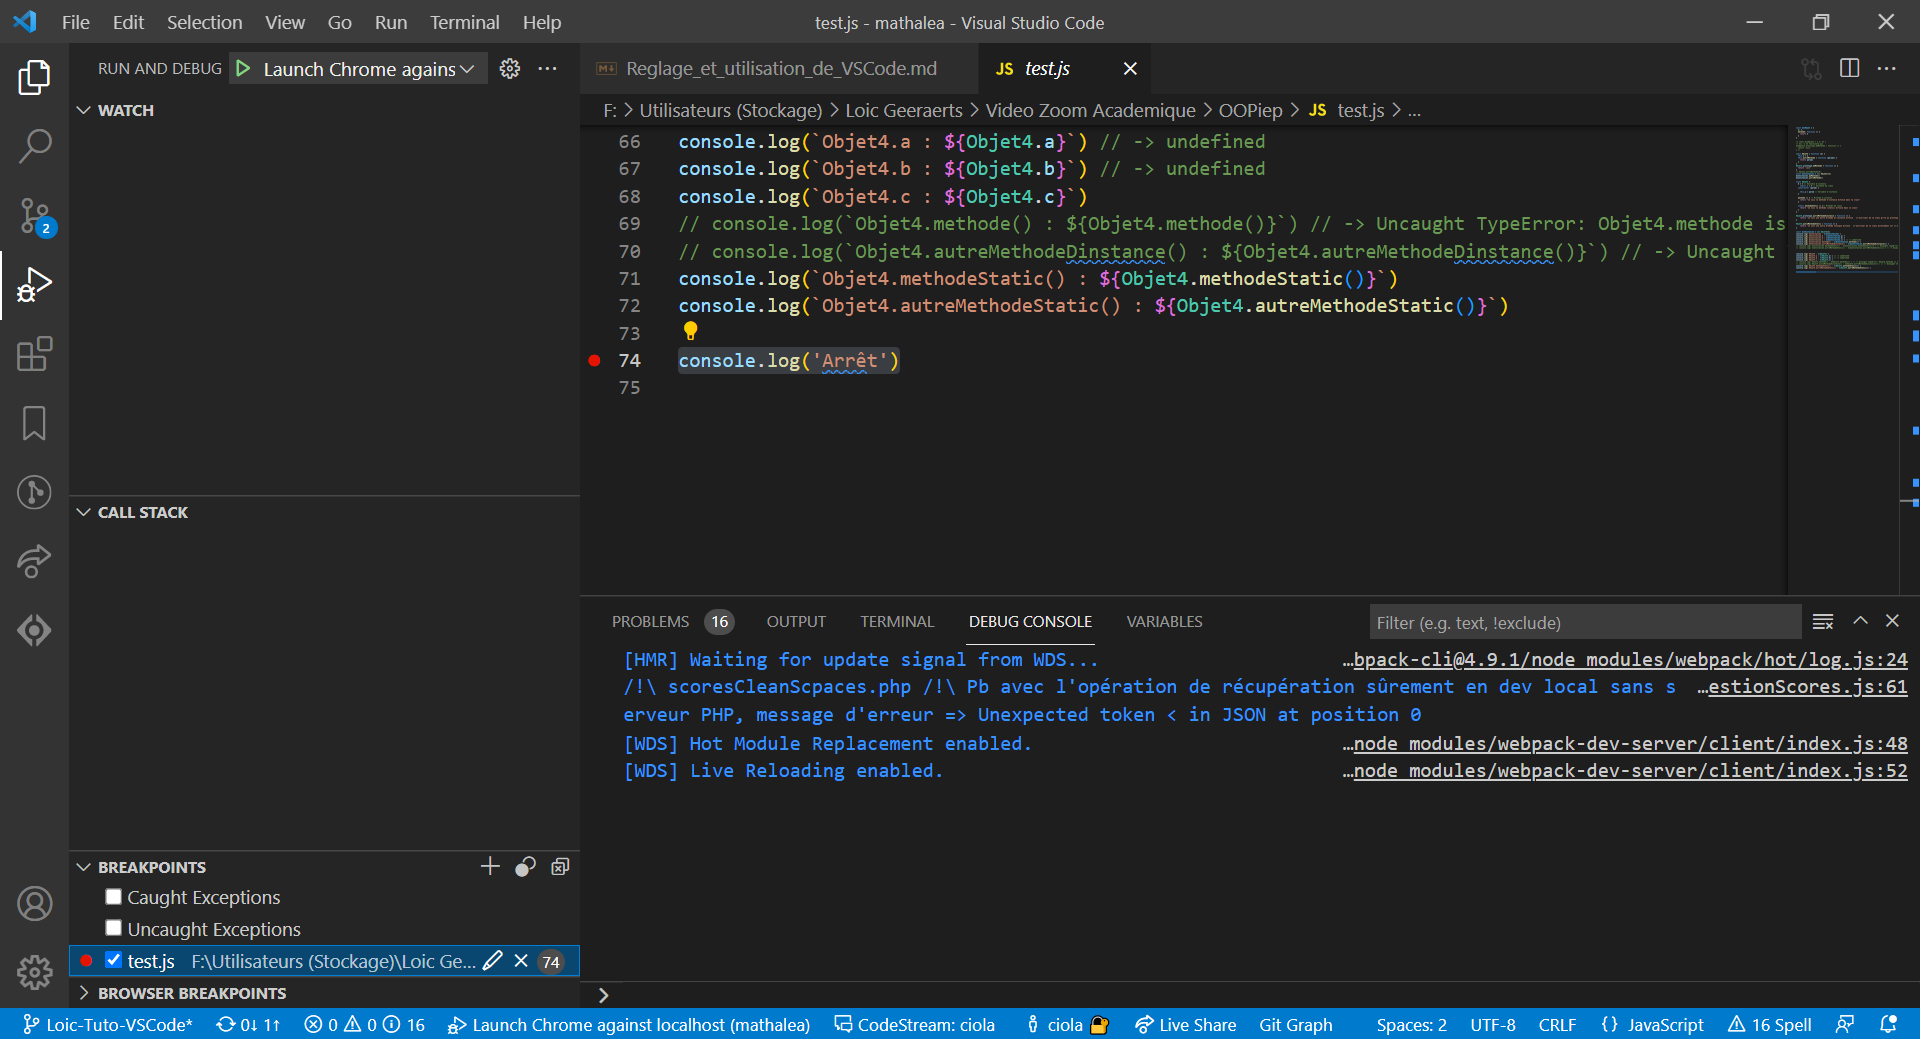 File Edit Selection View Go Run Terminal Help
test.js - mathalea - Visual Studio Code
RUN AND DEBUG
Launch Chrome agains
Reglage_et_utilisation_de_VSCode.md
JS test.js
WATCH
F: > Utilisateurs (Stockage) > Loic Geeraerts > Video Zoom Academique > OOPiep > JS test.js > ...
66 console.log(`Objet4.a : ${Objet4.a}`) // -> undefined
67 console.log(`Objet4.b : ${Objet4.b}`) // -> undefined
68 console.log(`Objet4.c : ${Objet4.c}`)
69 // console.log(`Objet4.methode() : ${Objet4.methode()}`) // -> Uncaught TypeError: Objet4.methode is
70 // console.log(`Objet4.autreMethodeDinstance() : ${Objet4.autreMethodeDinstance()}`) // -> Uncaught
71 console.log(`Objet4.methodeStatic() : ${Objet4.methodeStatic()}`)
72 console.log(`Objet4.autreMethodeStatic() : ${Objet4.autreMethodeStatic()}`)
73
74 console.log('Arrêt')
75
2
CALL STACK
PROBLEMS 16 OUTPUT TERMINAL DEBUG CONSOLE VARIABLES
Filter (e.g. text, !exclude)
[HMR] Waiting for update signal from WDS... …bpack-cli@4.9.1/node_modules/webpack/hot/log.js:24
/!\ scoresCleanScpaces.php /!\ Pb avec l'opération de récupération sûrement en dev local sans s …estionScores.js:61
erveur PHP, message d'erreur => Unexpected token < in JSON at position 0
[WDS] Hot Module Replacement enabled. …node_modules/webpack-dev-server/client/index.js:48
[WDS] Live Reloading enabled. …node_modules/webpack-dev-server/client/index.js:52
BREAKPOINTS
Caught Exceptions
Uncaught Exceptions
test.js F:\Utilisateurs (Stockage)\Loic Ge... 74
BROWSER BREAKPOINTS
>
Loic-Tuto-VSCode* 0↓ 1↑ 0 0 16 Launch Chrome against localhost (mathalea) CodeStream: ciola ciola Live Share Git Graph Spaces: 2 UTF-8 CRLF {} JavaScript 16 Spell